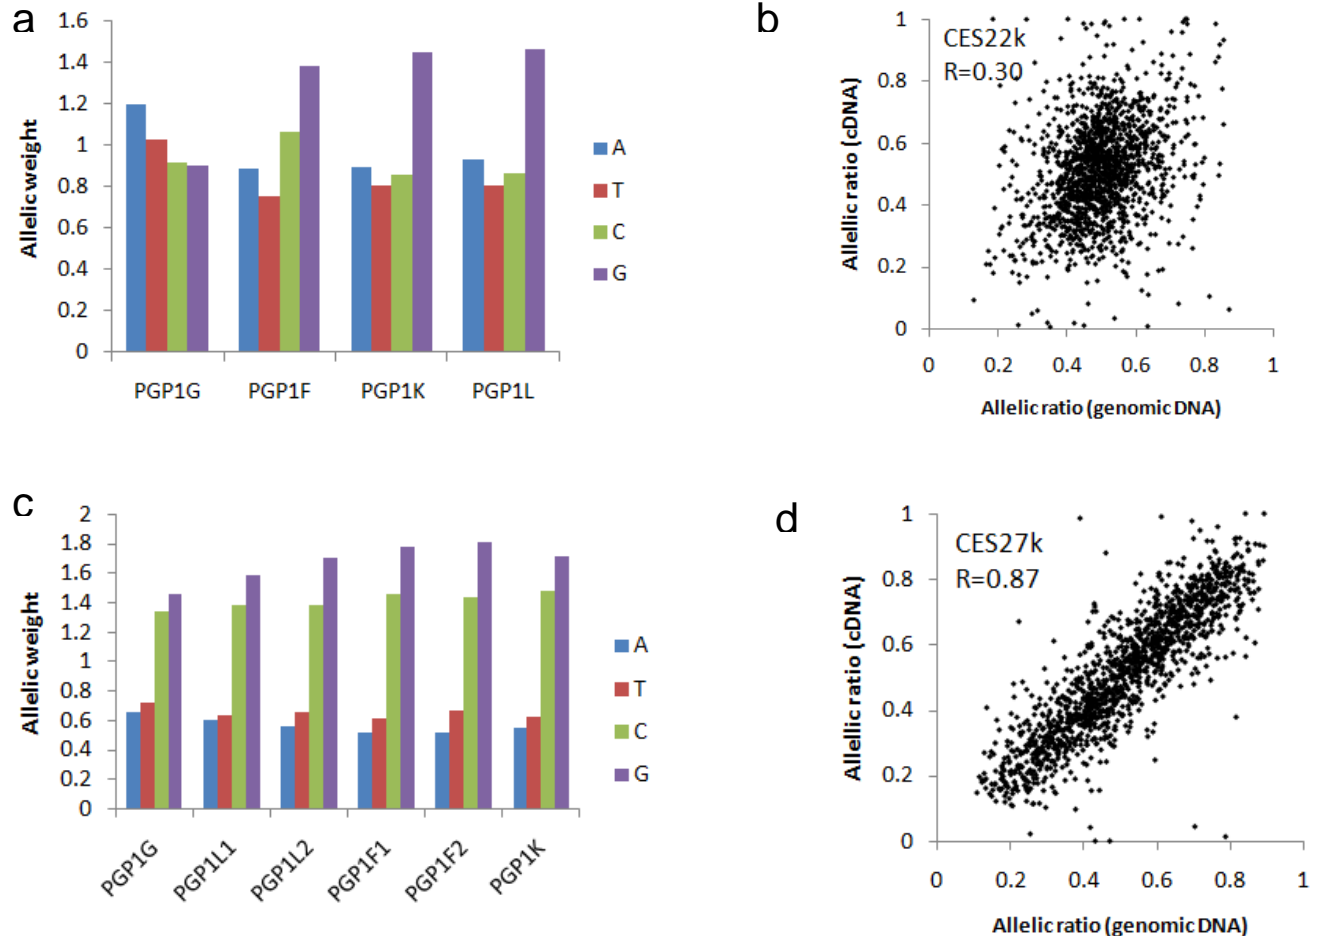 a
1.6
1.4
1.2
1
0.8
0.6
0.4
0.2
0
Allelic weight
PGP1G PGP1F PGP1K PGP1L
A
T
C
G
b
CES22k
R=0.30
1
0.8
0.6
0.4
0.2
0
Allellic ratio (cDNA)
0 0.2 0.4 0.6 0.8 1
Allelic ratio (genomic DNA)
c
2
1.8
1.6
1.4
1.2
1
0.8
0.6
0.4
0.2
0
Allelic weight
PGP1G PGP1L1 PGP1L2 PGP1F1 PGP1F2 PGP1K
A
T
C
G
d
CES27k
R=0.87
1
0.8
0.6
0.4
0.2
0
Allellic ratio (cDNA)
0 0.2 0.4 0.6 0.8 1
Allelic ratio (genomic DNA)